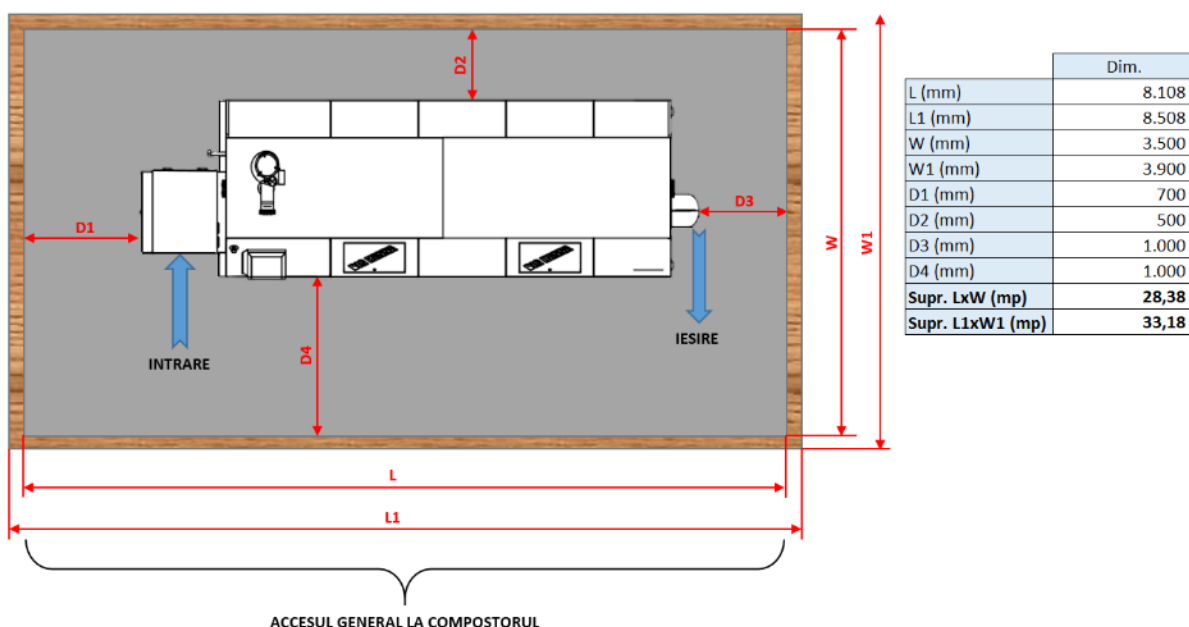 D2
D1
D3
D4
W
W1
INTRARE
IESIRE
L
L1
ACCESUL GENERAL LA COMPOSTORUL
Dim.
L (mm) 8.108
L1 (mm) 8.508
W (mm) 3.500
W1 (mm) 3.900
D1 (mm) 700
D2 (mm) 500
D3 (mm) 1.000
D4 (mm) 1.000
Supr. LxW (mp) 28,38
Supr. L1xW1 (mp) 33,18